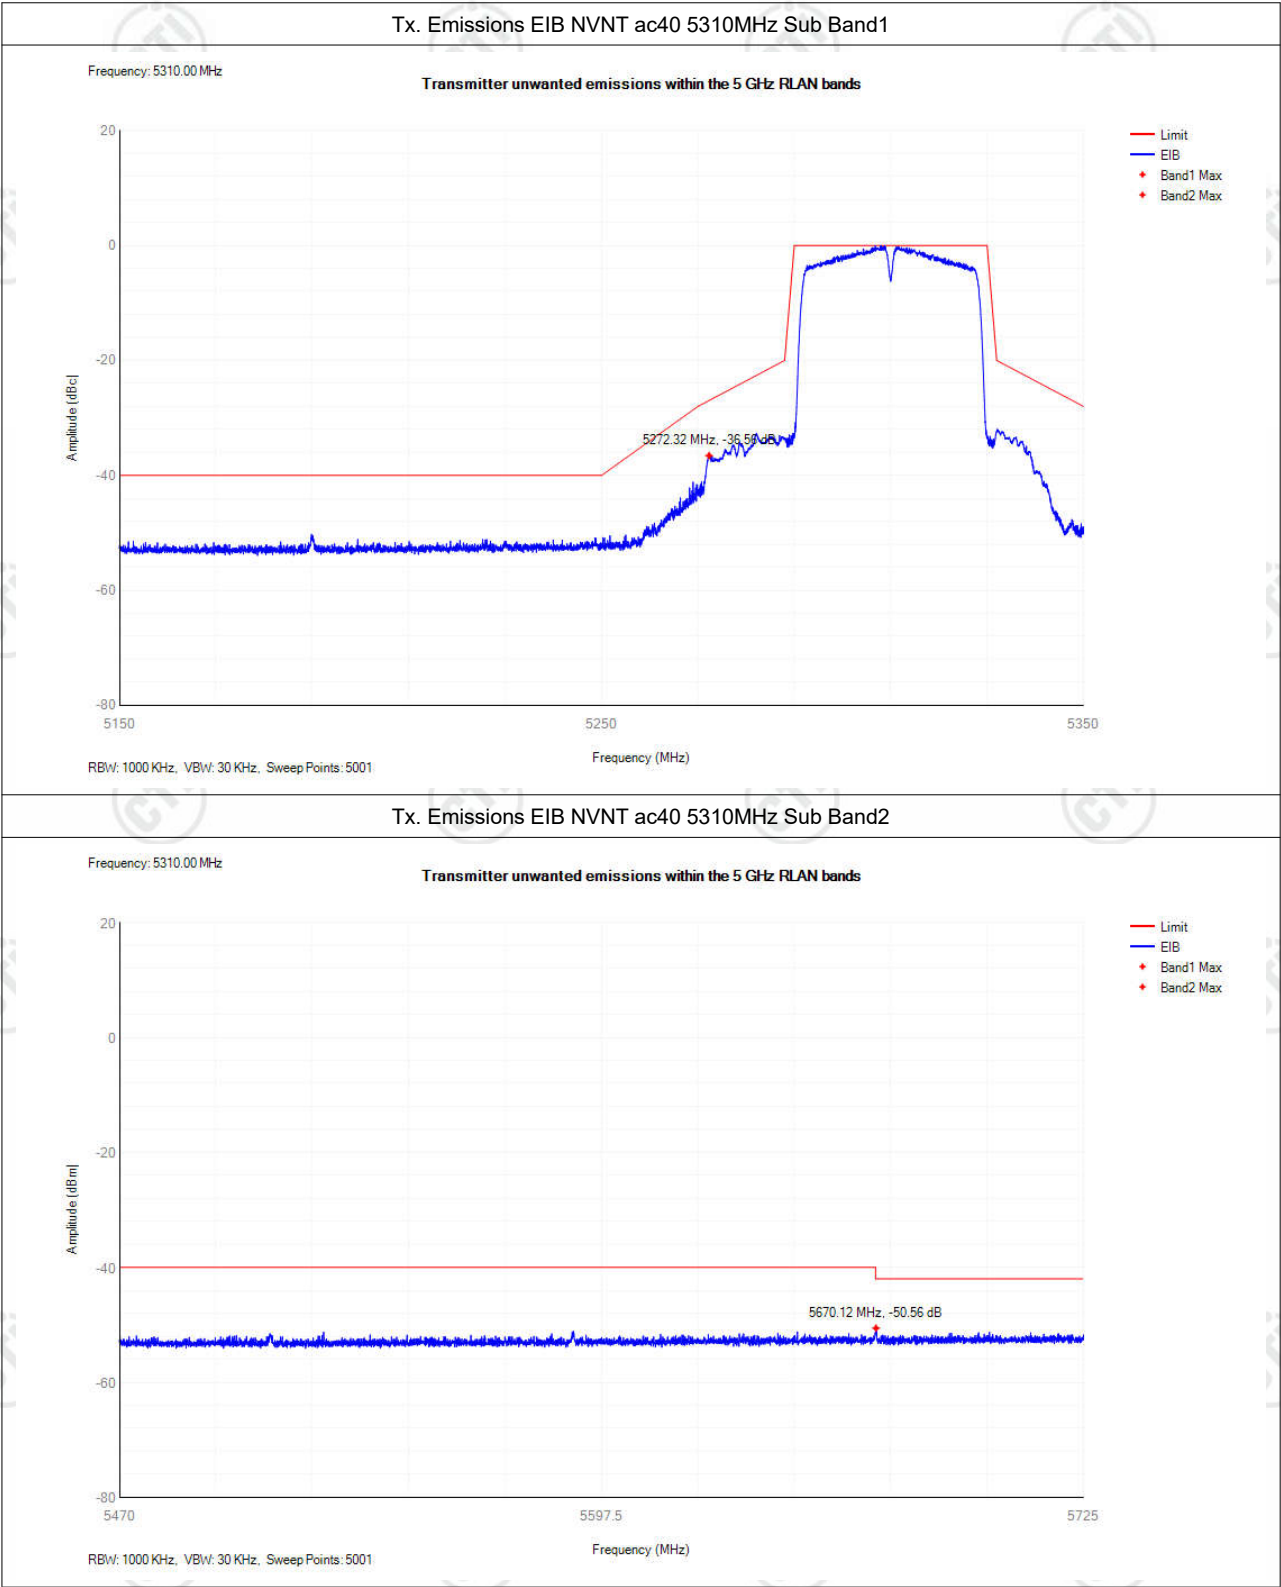 Tx. Emissions EIB NVNT ac40 5310MHz Sub Band1
Frequency: 5310.00 MHz
Transmitter unwanted emissions within the 5 GHz RLAN bands
Limit
EIB
Band1 Max
Band2 Max
20
0
-20
-40
-60
-80
Amplitude [dBc]
5272.32 MHz, -36.56 dB
5150
5250
5350
Frequency (MHz)
RBW: 1000 KHz, VBW: 30 KHz, Sweep Points: 5001
Tx. Emissions EIB NVNT ac40 5310MHz Sub Band2
Frequency: 5310.00 MHz
Transmitter unwanted emissions within the 5 GHz RLAN bands
Limit
EIB
Band1 Max
Band2 Max
20
0
-20
-40
-60
-80
Amplitude [dBm]
5670.12 MHz, -50.56 dB
5470
5597.5
5725
Frequency (MHz)
RBW: 1000 KHz, VBW: 30 KHz, Sweep Points: 5001